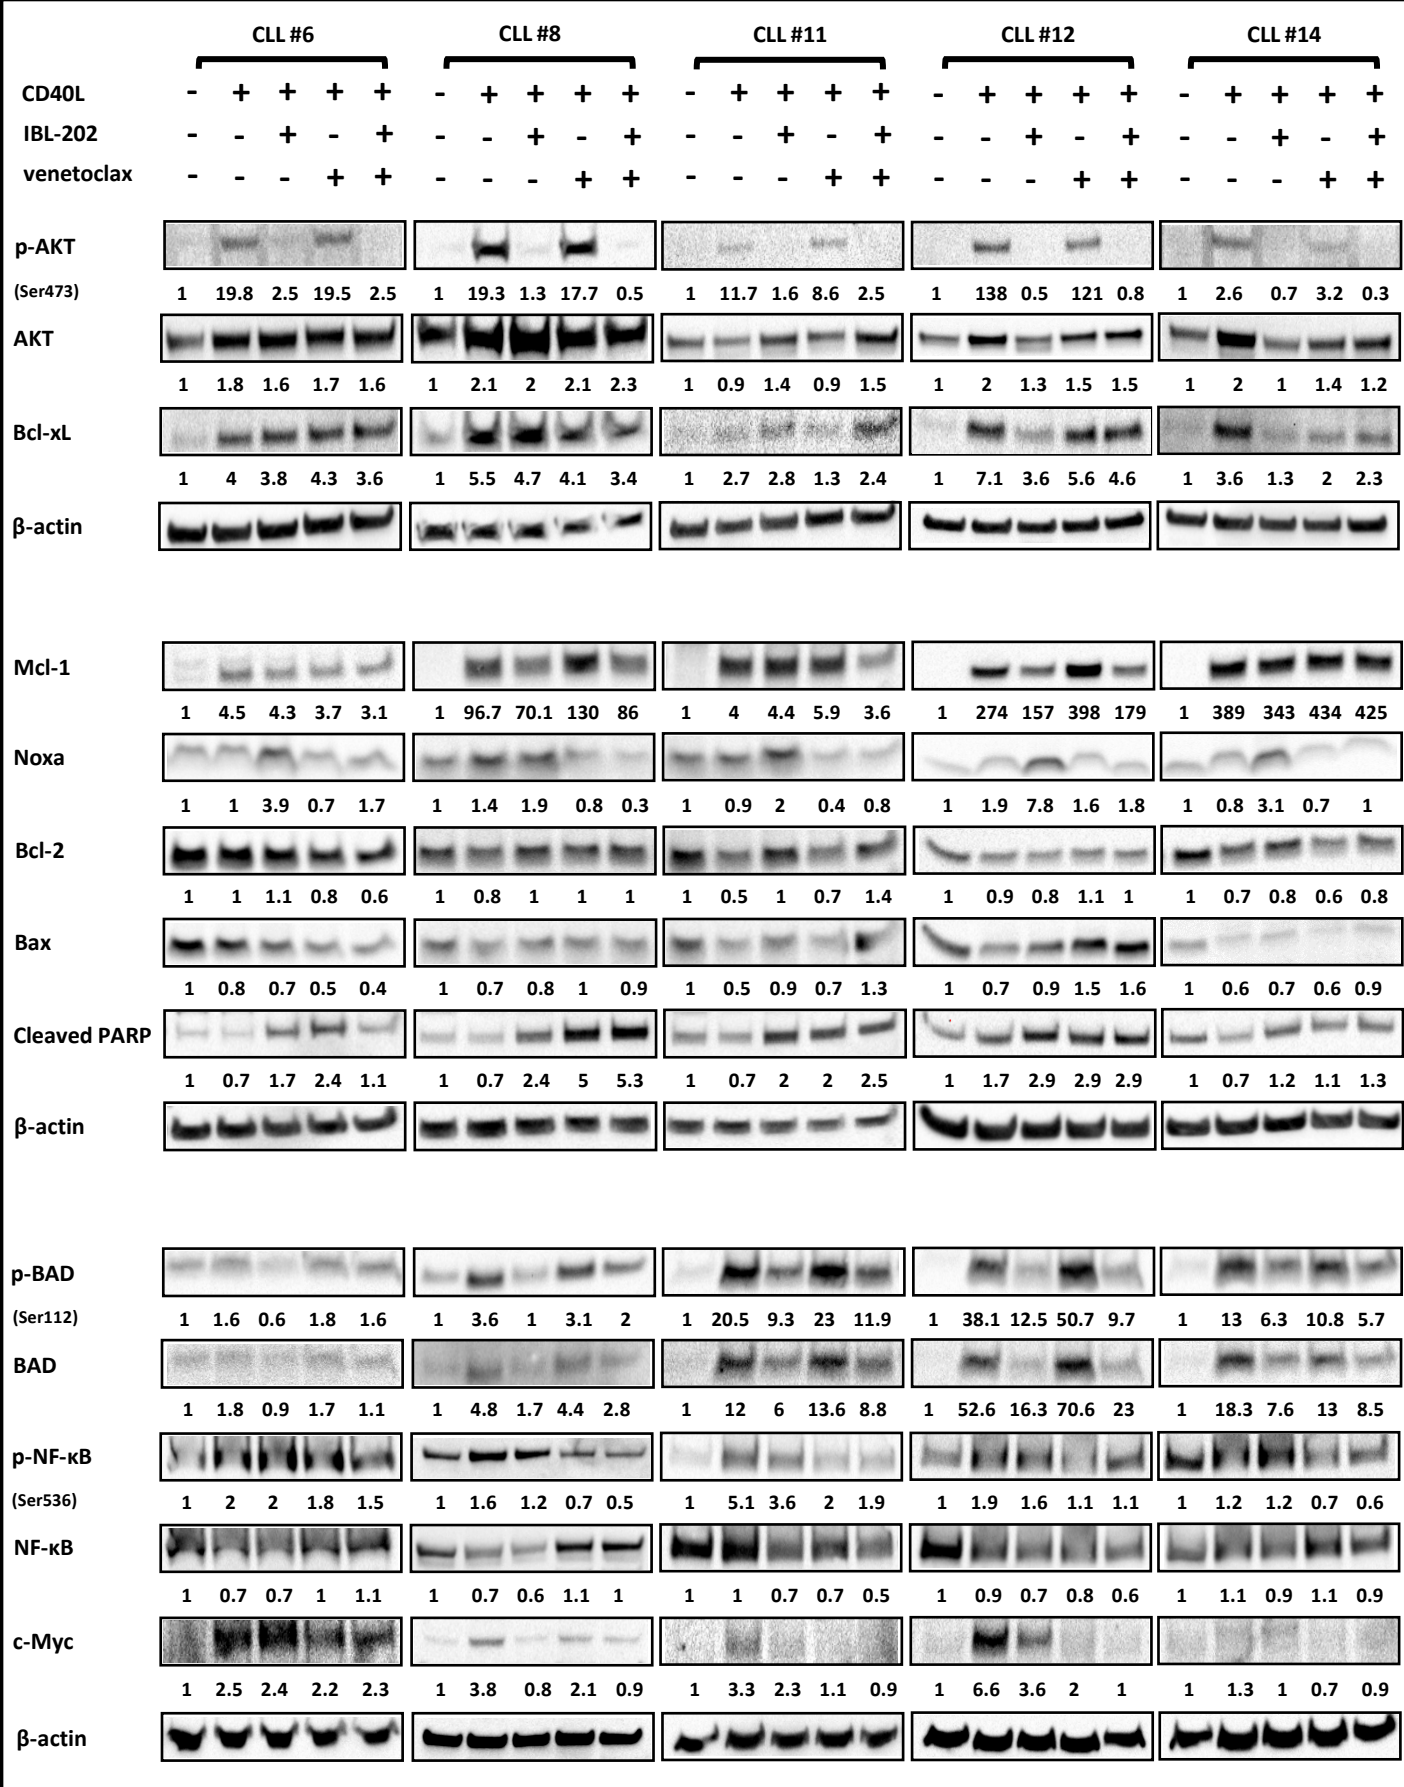 CLL #6 CLL #8 CLL #11 CLL #12 CLL #14
CD40L - + + + + - + + + + - + + + + - + + + + - + + + +
IBL-202 - - + - + - - + - + - - + - + - - + - + - - + - +
venetoclax - - - + + - - - + + - - - + + - - - + + - - - + +
p-AKT
(Ser473) 1 19.8 2.5 19.5 2.5 1 19.3 1.3 17.7 0.5 1 11.7 1.6 8.6 2.5 1 138 0.5 121 0.8 1 2.6 0.7 3.2 0.3
AKT
1 1.8 1.6 1.7 1.6 1 2.1 2 2.1 2.3 1 0.9 1.4 0.9 1.5 1 2 1.3 1.5 1.5 1 2 1 1.4 1.2
Bcl-xL
1 4 3.8 4.3 3.6 1 5.5 4.7 4.1 3.4 1 2.7 2.8 1.3 2.4 1 7.1 3.6 5.6 4.6 1 3.6 1.3 2 2.3
β-actin
Mcl-1
1 4.5 4.3 3.7 3.1 1 96.7 70.1 130 86 1 4 4.4 5.9 3.6 1 274 157 398 179 1 389 343 434 425
Noxa
1 1 3.9 0.7 1.7 1 1.4 1.9 0.8 0.3 1 0.9 2 0.4 0.8 1 1.9 7.8 1.6 1.8 1 0.8 3.1 0.7 1
Bcl-2
1 1 1.1 0.8 0.6 1 0.8 1 1 1 1 0.5 1 0.7 1.4 1 0.9 0.8 1.1 1 1 0.7 0.8 0.6 0.8
Bax
1 0.8 0.7 0.5 0.4 1 0.7 0.8 1 0.9 1 0.5 0.9 0.7 1.3 1 0.7 0.9 1.5 1.6 1 0.6 0.7 0.6 0.9
Cleaved PARP
1 0.7 1.7 2.4 1.1 1 0.7 2.4 5 5.3 1 0.7 2 2 2.5 1 1.7 2.9 2.9 2.9 1 0.7 1.2 1.1 1.3
β-actin
p-BAD
(Ser112) 1 1.6 0.6 1.8 1.6 1 3.6 1 3.1 2 1 20.5 9.3 23 11.9 1 38.1 12.5 50.7 9.7 1 13 6.3 10.8 5.7
BAD
1 1.8 0.9 1.7 1.1 1 4.8 1.7 4.4 2.8 1 12 6 13.6 8.8 1 52.6 16.3 70.6 23 1 18.3 7.6 13 8.5
p-NF-κB
(Ser536) 1 2 2 1.8 1.5 1 1.6 1.2 0.7 0.5 1 5.1 3.6 2 1.9 1 1.9 1.6 1.1 1.1 1 1.2 1.2 0.7 0.6
NF-κB
1 0.7 0.7 1 1.1 1 0.7 0.6 1.1 1 1 1 0.7 0.7 0.5 1 0.9 0.7 0.8 0.6 1 1.1 0.9 1.1 0.9
c-Myc
1 2.5 2.4 2.2 2.3 1 3.8 0.8 2.1 0.9 1 3.3 2.3 1.1 0.9 1 6.6 3.6 2 1 1 1.3 1 0.7 0.9
β-actin